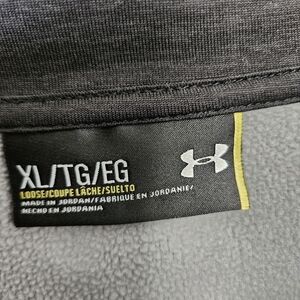 XL/TG/EG
LOOSE/COUPE LÂCHE/SUELTO
MADE IN JORDAN/FABRIQUÉ EN JORDANIE/
HECHO EN JORDANIA